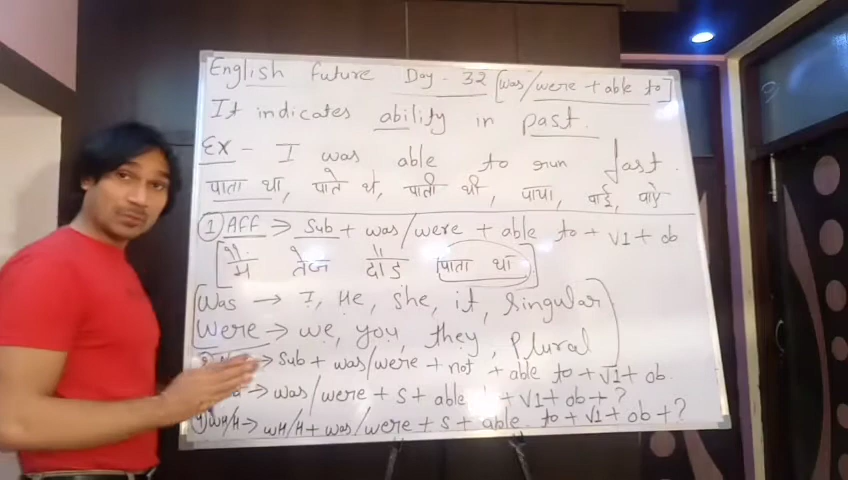 English Future Day - 32 [was/were + able to]
It indicates ability in past.
Ex - I was able to run fast.
पाता था, पाते थे, पाती थी, पाया, पाई, पाए
① AFF ⇒ Sub + was/were + able to + V1 + ob
[मैं तेज दौड़ पाता था]
Was → I, He, she, it, singular
Were → we, you, they, Plural
→ Sub + was/were + not + able to + V1 + ob
→ was/were + S + able + V1 + ob + ?
4) WH/H → WH/H + was/were + S + able to + V1 + ob + ?